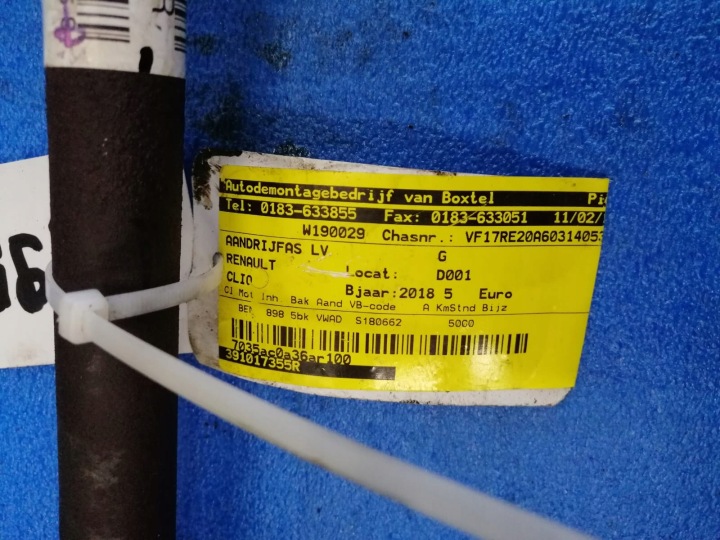 Autodemontagebedrijf van Boxtel
Tel: 0183-633855 Fax: 0183-633051 11/02/
W190029 Chasnr.: VF17RE20A60314053
AANDRIJFAS LV G
RENAULT Locat: D001
CLIO Bjaar: 2018 5 Euro
Cl Mot Inh. Bak Aand VB-code A KmStnd Bijz
BEN 898 5bk VWAD S180662 5000
7035ac0a36ar100
391017355R